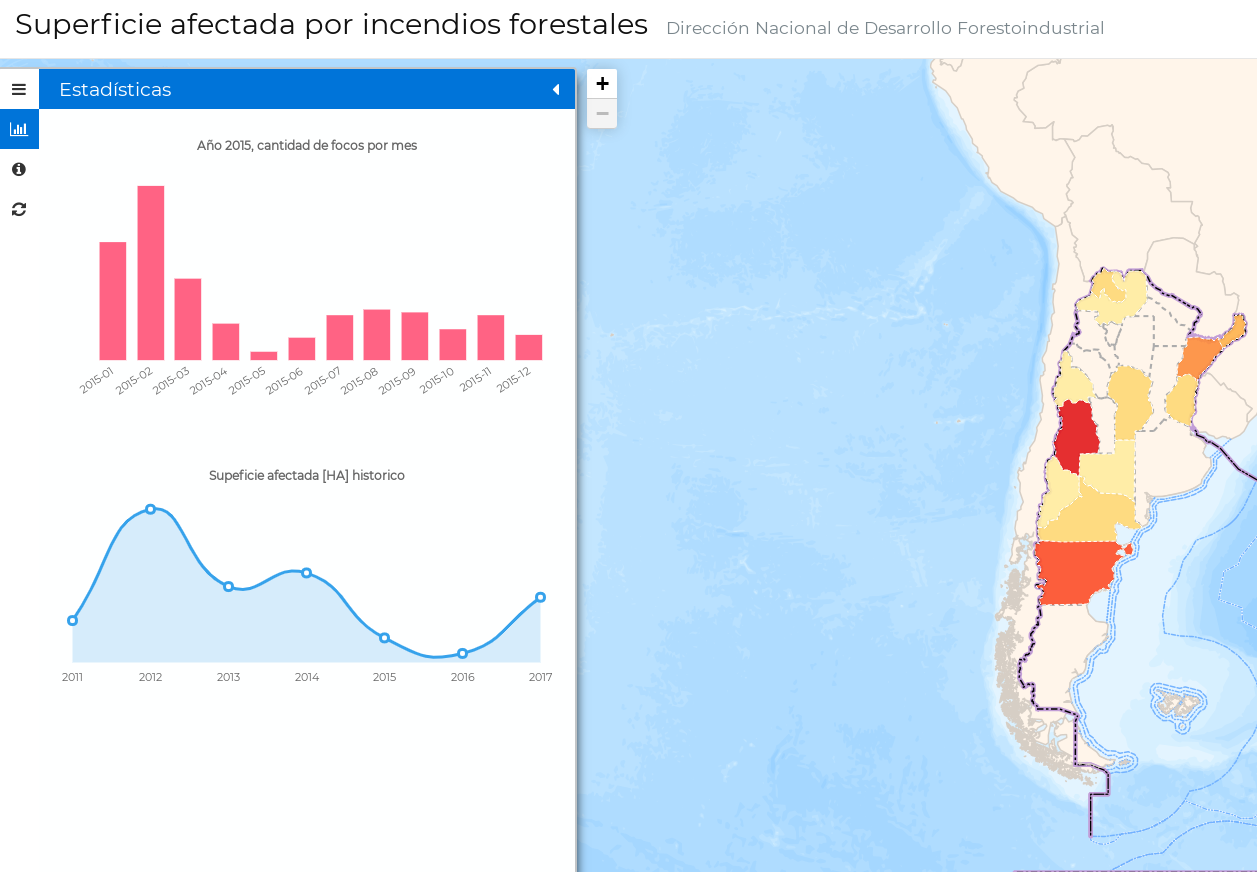 Superficie afectada por incendios forestales Dirección Nacional de Desarrollo Forestoindustrial
Estadísticas
+
−
Año 2015, cantidad de focos por mes
2015-01 2015-02 2015-03 2015-04 2015-05 2015-06 2015-07 2015-08 2015-09 2015-10 2015-11 2015-12
Supeficie afectada [HA] historico
2011 2012 2013 2014 2015 2016 2017